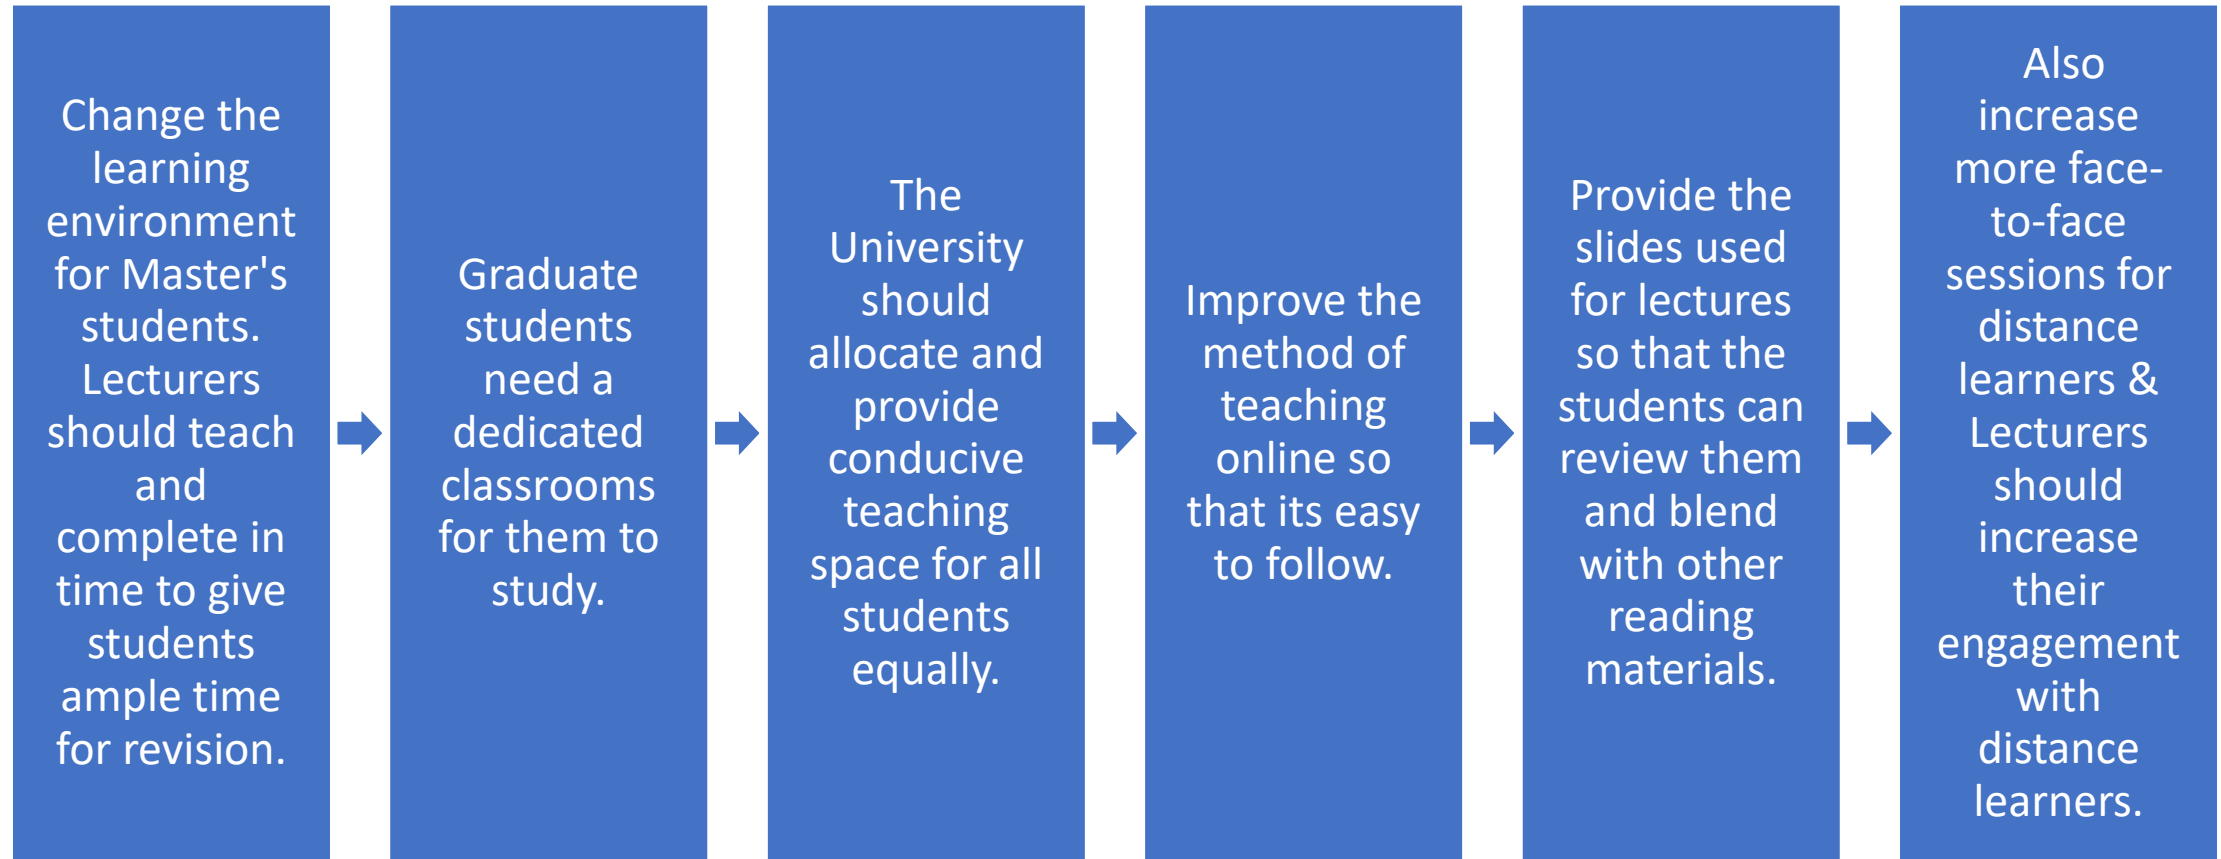 Change the
learning
environment
for Master's
students.
Lecturers
should teach
and
complete in
time to give
students
ample time
for revision.
Graduate
students
need a
dedicated
classrooms
for them to
study.
The
University
should
allocate and
provide
conducive
teaching
space for all
students
equally.
Improve the
method of
teaching
online so
that its easy
to follow.
Provide the
slides used
for lectures
so that the
students can
review them
and blend
with other
reading
materials.
Also
increase
more face-
to-face
sessions for
distance
learners &
Lecturers
should
increase
their
engagement
with
distance
learners.